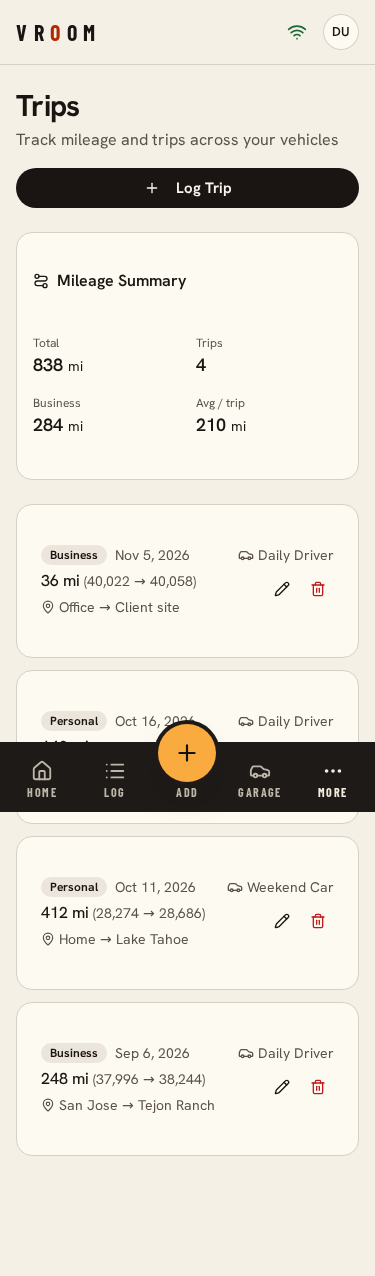 VROOM
DU
Trips
Track mileage and trips across your vehicles
+ Log Trip
Mileage Summary
Total
838 mi
Trips
4
Business
284 mi
Avg / trip
210 mi
Business Nov 5, 2026 Daily Driver
36 mi (40,022 → 40,058)
Office → Client site
Personal Oct 16, 2026 Daily Driver
HOME LOG ADD GARAGE MORE
Personal Oct 11, 2026 Weekend Car
412 mi (28,274 → 28,686)
Home → Lake Tahoe
Business Sep 6, 2026 Daily Driver
248 mi (37,996 → 38,244)
San Jose → Tejon Ranch